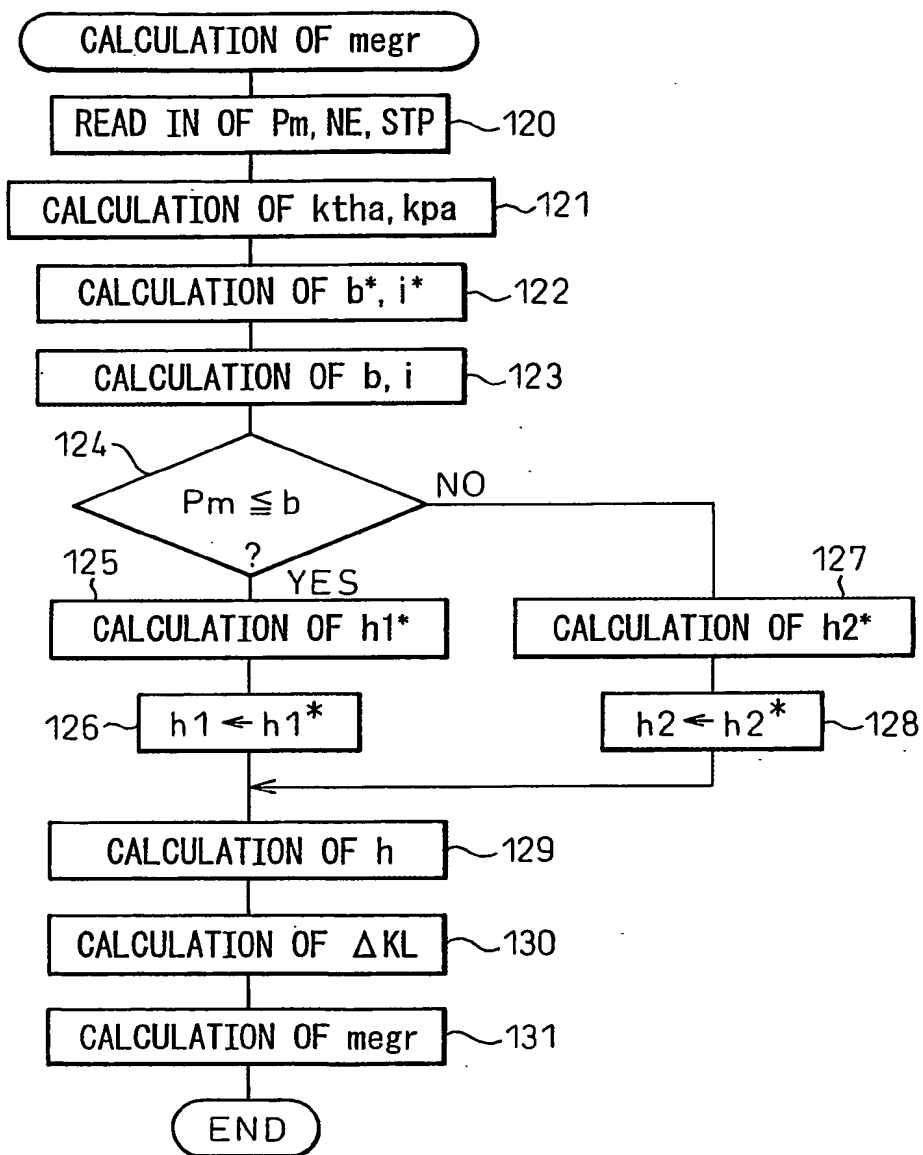 CALCULATION OF megr
READ IN OF Pm, NE, STP
120
CALCULATION OF ktha, kpa
121
CALCULATION OF b*, i*
122
CALCULATION OF b, i
123
124
Pm ≦ b
?
NO
YES
125
CALCULATION OF h1*
127
CALCULATION OF h2*
126
h1 ← h1*
h2 ← h2*
128
CALCULATION OF h
129
CALCULATION OF ΔKL
130
CALCULATION OF megr
131
END